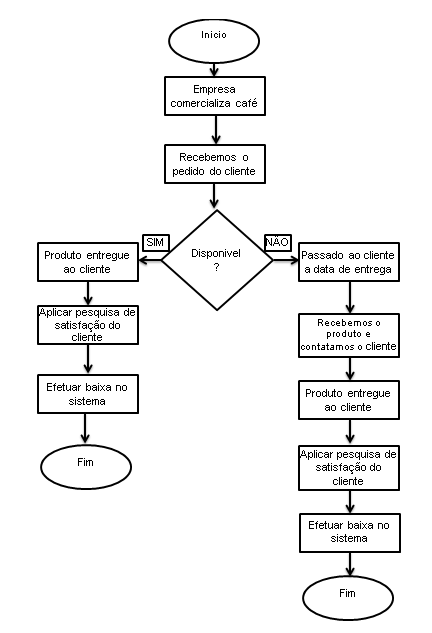 Inicio
Empresa
comercializa café
Recebemos o
pedido do cliente
Disponivel
?
SIM
NÃO
Produto entregue
ao cliente
Aplicar pesquisa de
satisfação do
cliente
Efetuar baixa no
sistema
Fim
Passado ao cliente
a data de entrega
Recebemos o
produto e
contatamos o cliente
Produto entregue
ao cliente
Aplicar pesquisa de
satisfação do
cliente
Efetuar baixa no
sistema
Fim